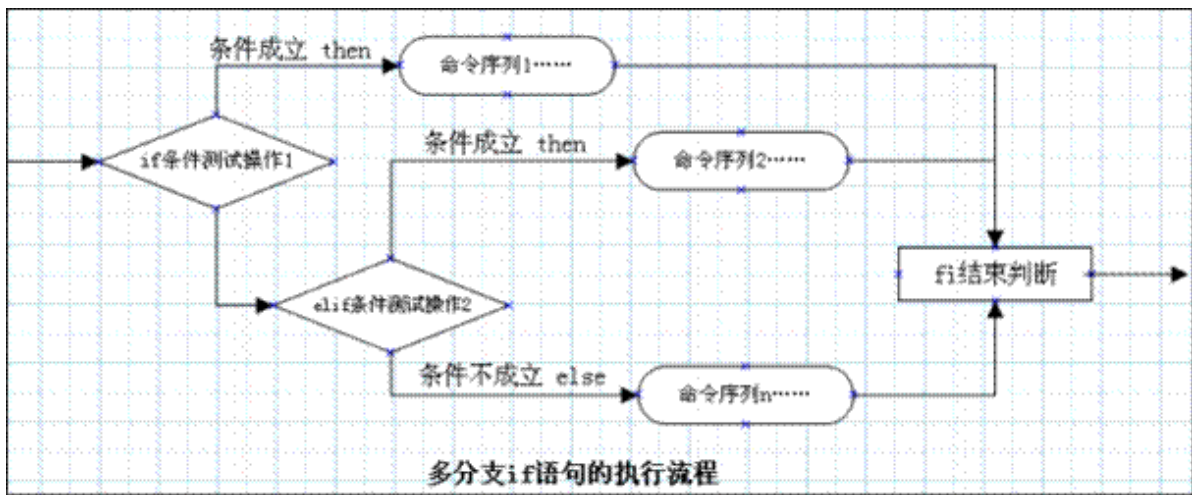 条件成立 then
命令序列1……
if条件测试操作1
条件成立 then
命令序列2……
fi结束判断
elif条件测试操作2
条件不成立 else
命令序列n……
多分支if语句的执行流程